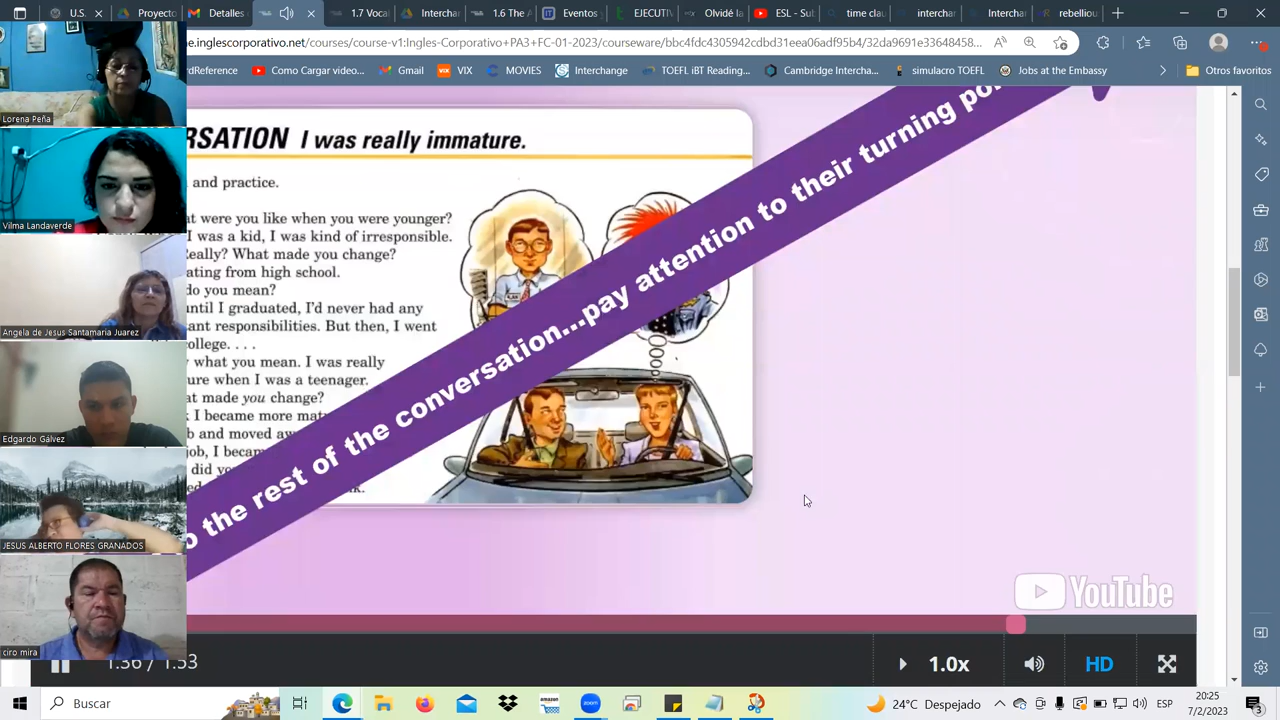 Proyecto
Detalles
1.7 Vocal
Interchar
1.6 The A
Eventos
EJECUTIV
Olvidé la
ESL - Sul
time clau
interchar
Interchan
rebelliou
e.inglescorporativo.net/courses/course-v1:Ingles-Corporativo+PA3+FC-01-2023/courseware/bbc4fdc4305942cdbd31eea06adf95b4/32da9691e33648458...
rdReference
Como Cargar video...
Gmail
VIX
MOVIES
Interchange
TOEFL iBT Reading...
Cambridge Intercha...
simulacro TOEFL
Jobs at the Embassy
Otros favoritos
Lorena Peña
Vilma Landaverde
Angela de Jesus Santamaria Juarez
Edgardo Gálvez
JESUS ALBERTO FLORES GRANADOS
ciro mira
RSATION I was really immature.
and practice.
at were you like when you were younger?
I was a kid, I was kind of irresponsible.
Really? What made you change?
ating from high school.
do you mean?
until I graduated, I'd never had any
ant responsibilities. But then, I went
ollege. . . .
what you mean. I was really
ure when I was a teenager.
at made you change?
k I became more mat
b and moved aw
job, I becam
did yo
o the rest of the conversation...pay attention to their turning po
YouTube
1:36 / 1:53
1.0x
HD
Buscar
24°C Despejado
ESP
20:25
7/2/2023
3